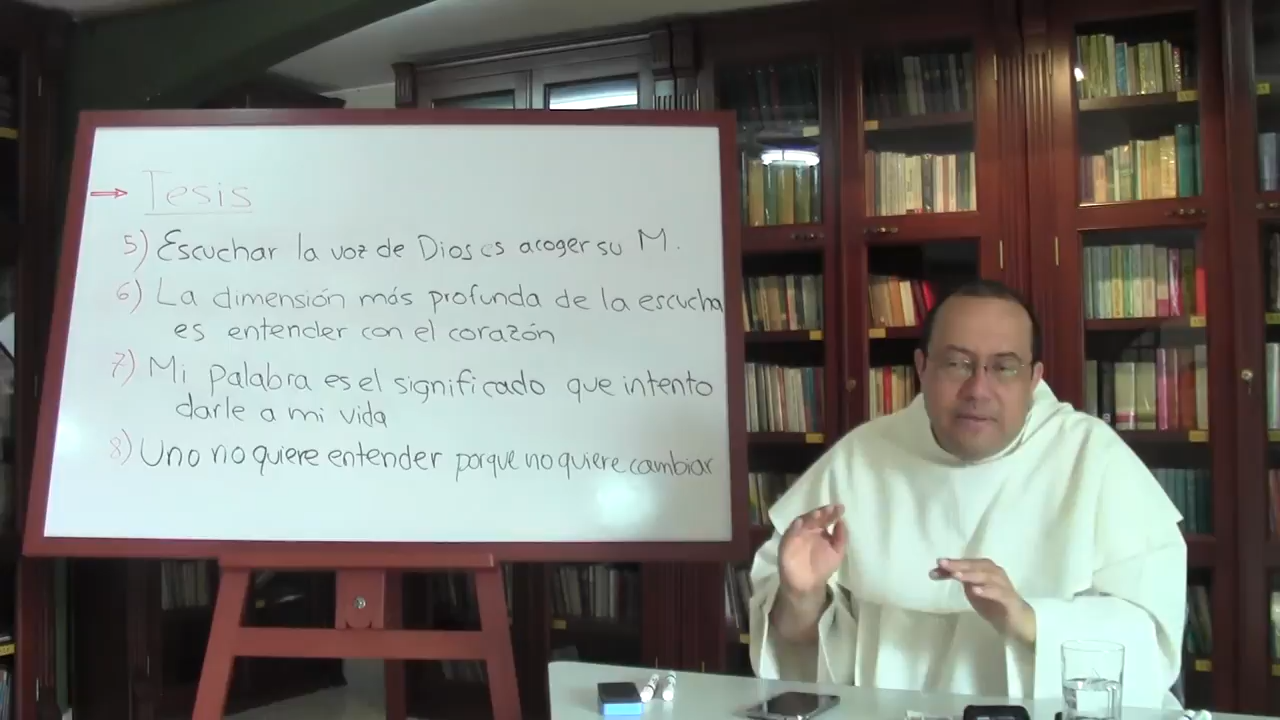 Tesis
5) Escuchar la voz de Dios es acoger su M.
6) La dimensión más profunda de la escucha
es entender con el corazón
7) Mi palabra es el significado que intento
darle a mi vida
8) Uno no quiere entender porque no quiere cambiar